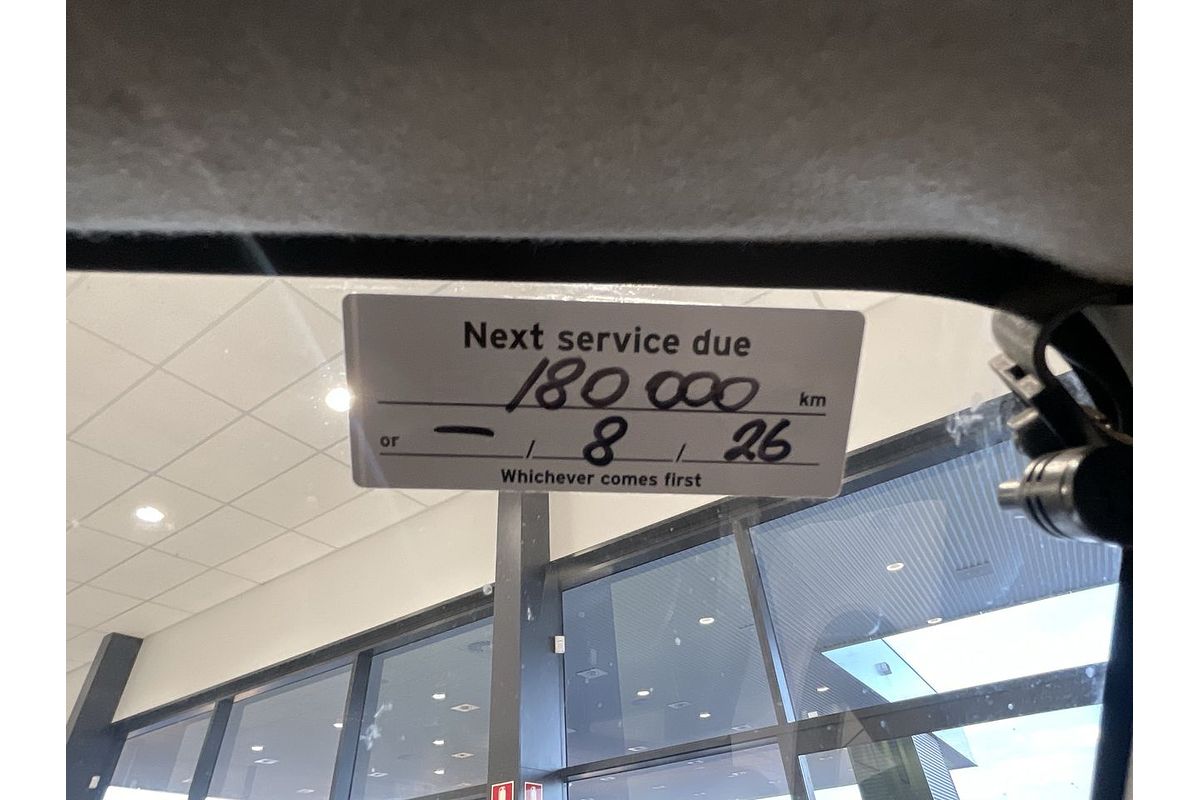 Next service due
180 000 km
or — / 8 / 26
Whichever comes first